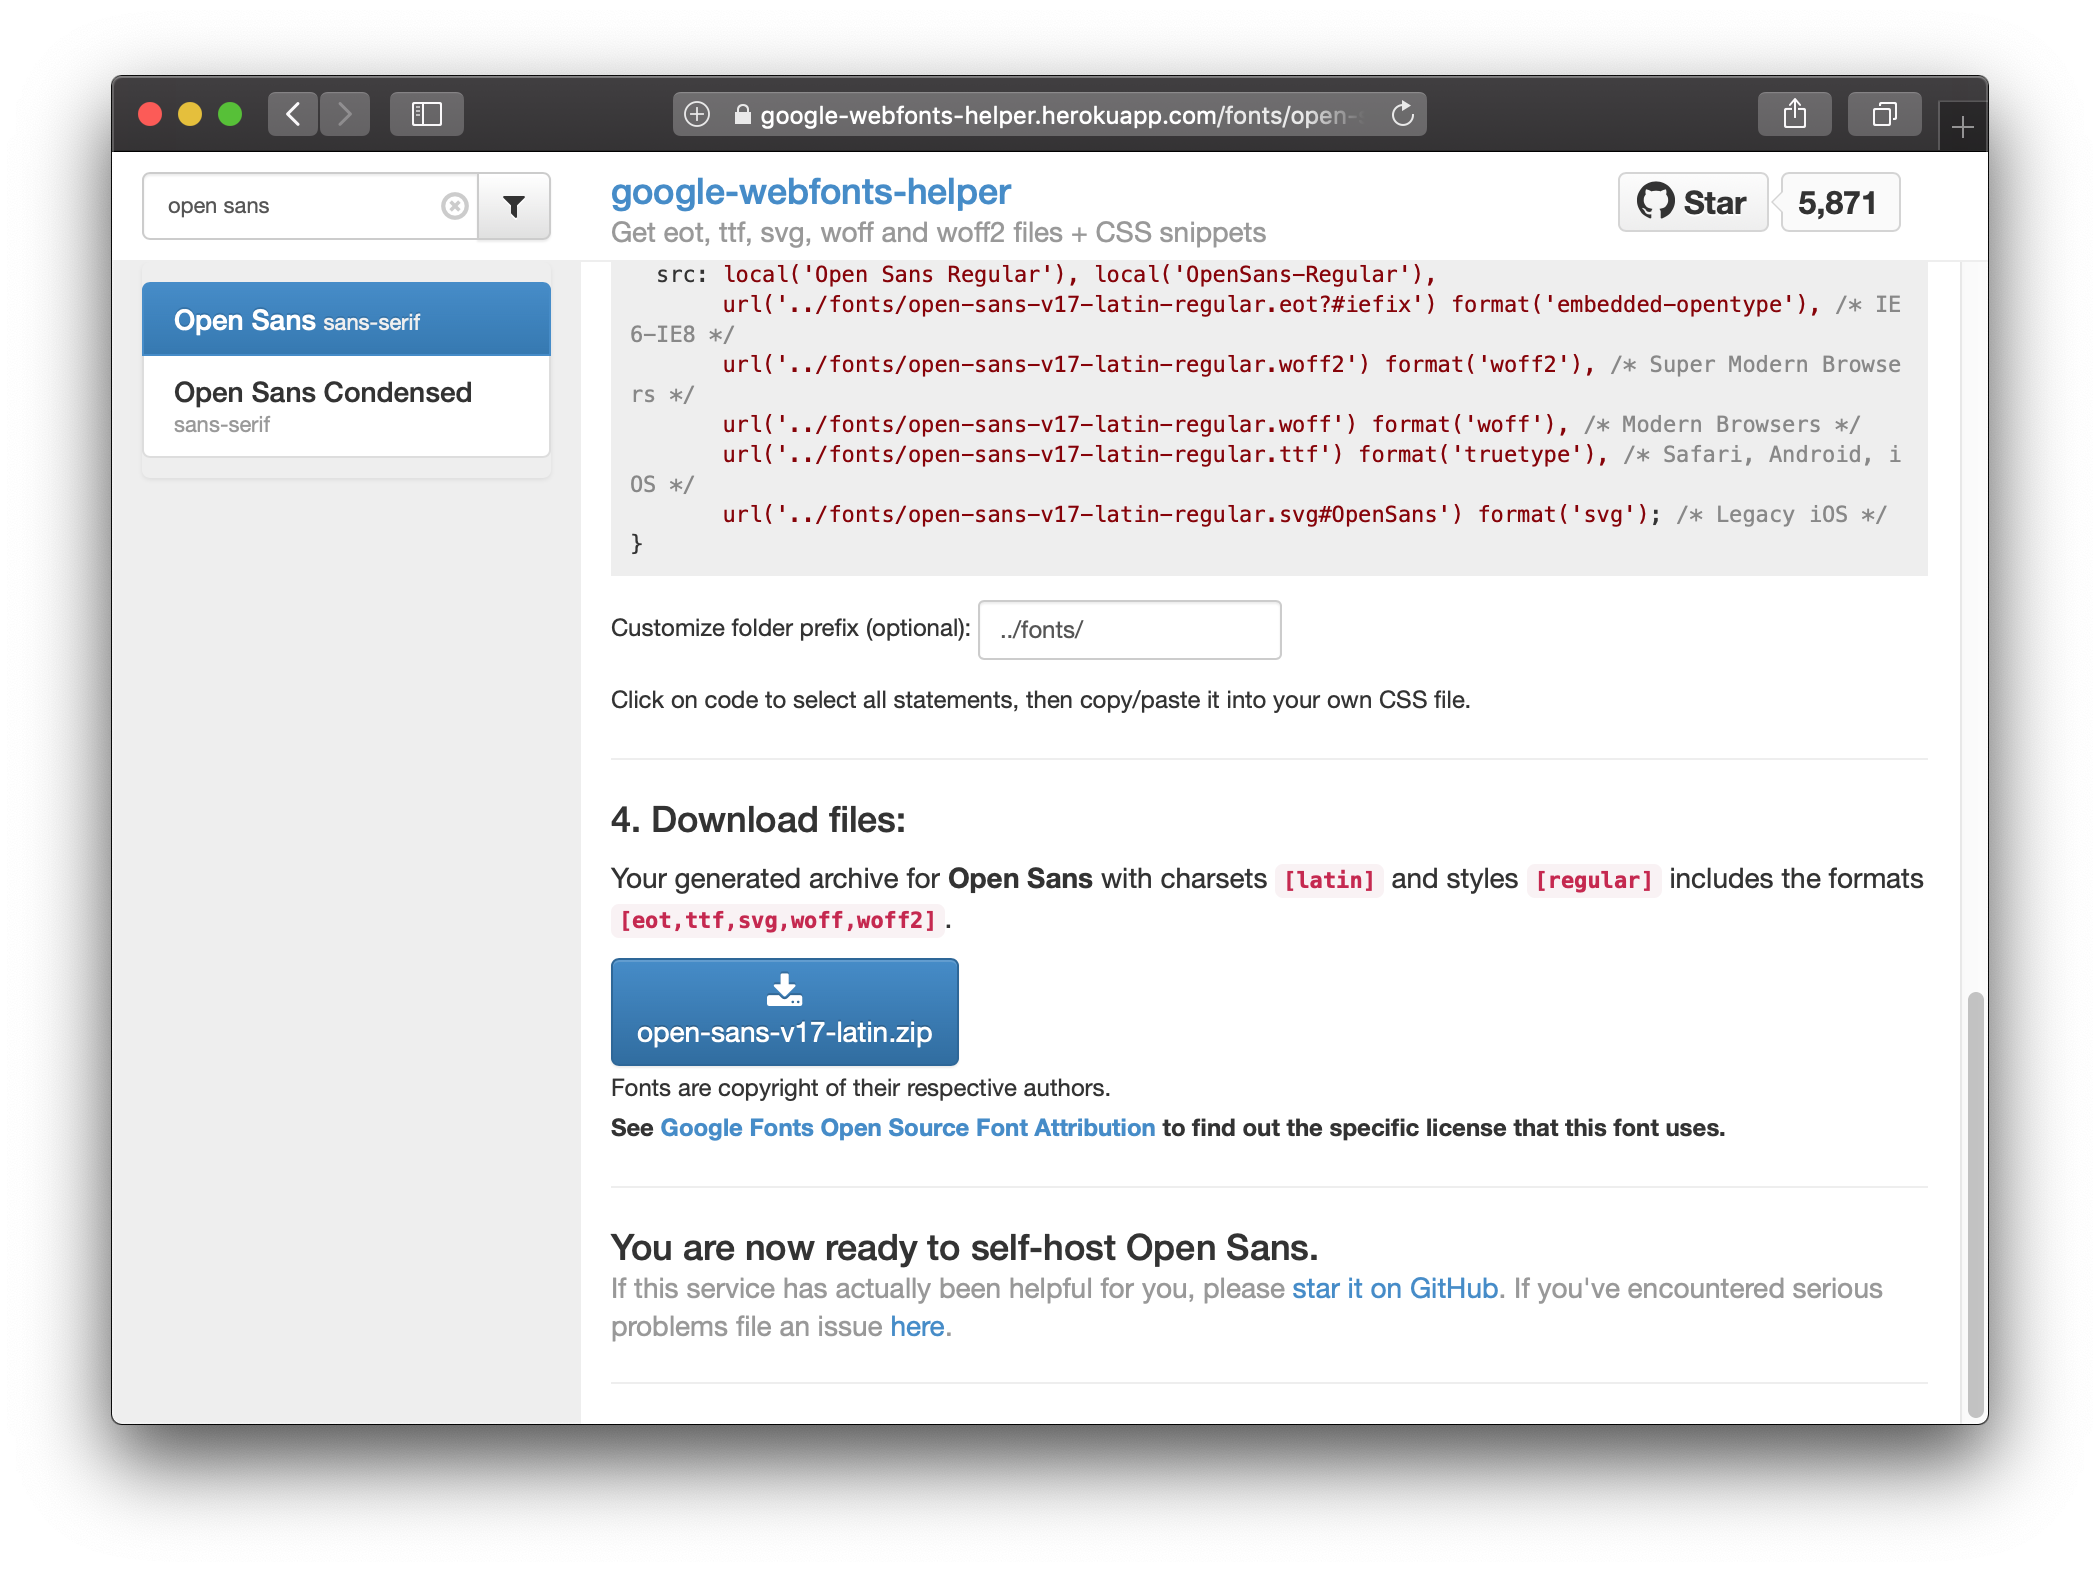 google-webfonts-helper.herokuapp.com/fonts/open-
open sans
google-webfonts-helper
Get eot, ttf, svg, woff and woff2 files + CSS snippets
Star
5,871
Open Sans sans-serif
Open Sans Condensed
sans-serif
src: local('Open Sans Regular'), local('OpenSans-Regular'),
url('../fonts/open-sans-v17-latin-regular.eot?#iefix') format('embedded-opentype'), /* IE
6-IE8 */
url('../fonts/open-sans-v17-latin-regular.woff2') format('woff2'), /* Super Modern Browse
rs */
url('../fonts/open-sans-v17-latin-regular.woff') format('woff'), /* Modern Browsers */
url('../fonts/open-sans-v17-latin-regular.ttf') format('truetype'), /* Safari, Android, i
OS */
url('../fonts/open-sans-v17-latin-regular.svg#OpenSans') format('svg'); /* Legacy iOS */
}
Customize folder prefix (optional): ../fonts/
Click on code to select all statements, then copy/paste it into your own CSS file.
4. Download files:
Your generated archive for Open Sans with charsets [latin] and styles [regular] includes the formats
[eot,ttf,svg,woff,woff2].
open-sans-v17-latin.zip
Fonts are copyright of their respective authors.
See Google Fonts Open Source Font Attribution to find out the specific license that this font uses.
You are now ready to self-host Open Sans.
If this service has actually been helpful for you, please star it on GitHub. If you've encountered serious
problems file an issue here.